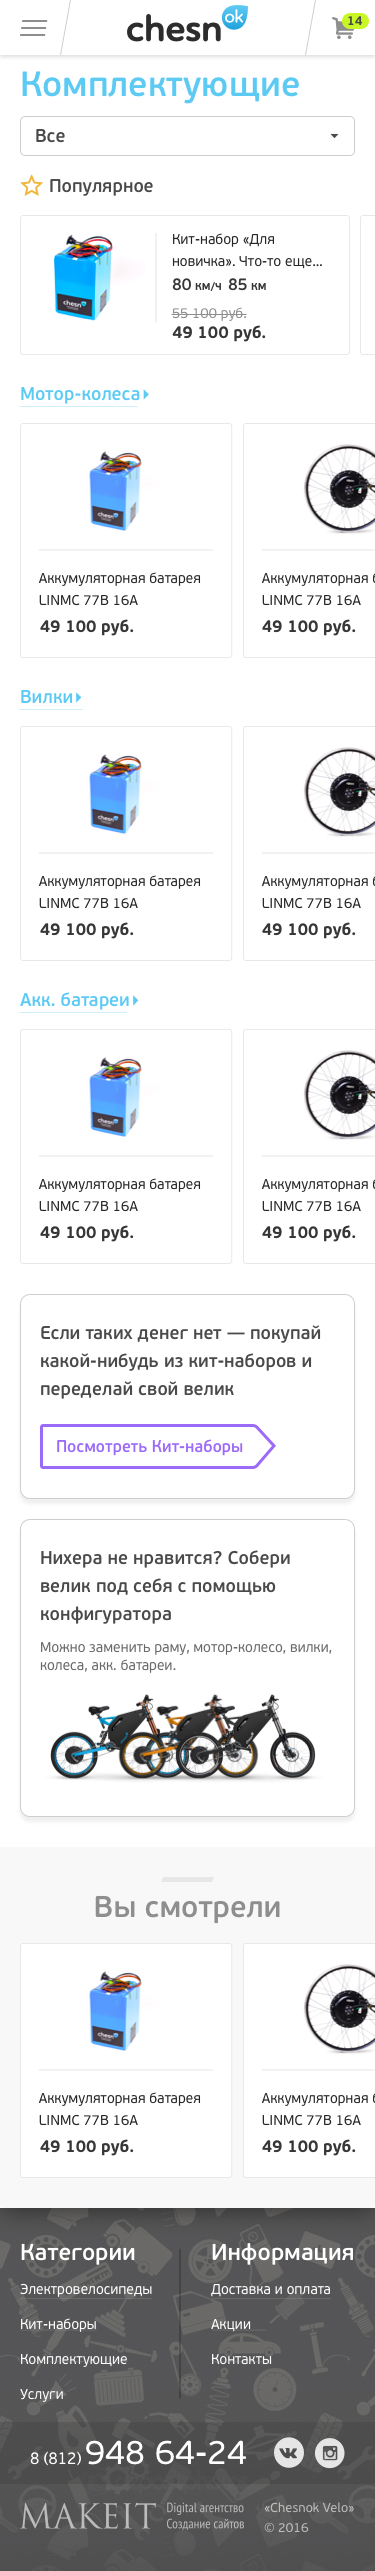 chesn
ok
14
Комплектующие
Все
Популярное
chesn
Кит-набор «Для
новичка». Что-то еще...
80 км/ч 85 км
55 100 руб.
49 100 руб.
Мотор-колеса
chesn
Аккумуляторная батарея
LINMC 77В 16А
49 100 руб.
Аккумуляторная б
LINMC 77В 16А
49 100 руб.
Вилки
chesn
Аккумуляторная батарея
LINMC 77В 16А
49 100 руб.
Аккумуляторная б
LINMC 77В 16А
49 100 руб.
Акк. батареи
chesn
Аккумуляторная батарея
LINMC 77В 16А
49 100 руб.
Аккумуляторная б
LINMC 77В 16А
49 100 руб.
Если таких денег нет — покупай
какой-нибудь из кит-наборов и
переделай свой велик
Посмотреть Кит-наборы
Нихера не нравится? Собери
велик под себя с помощью
конфигуратора
Можно заменить раму, мотор-колесо, вилки,
колеса, акк. батареи.
Вы смотрели
chesn
Аккумуляторная батарея
LINMC 77В 16А
49 100 руб.
Аккумуляторная б
LINMC 77В 16А
49 100 руб.
Категории
Электровелосипеды
Кит-наборы
Комплектующие
Услуги
Информация
Доставка и оплата
Акции
Контакты
8 (812) 948 64-24
MAKEIT
Digital агентство
Создание сайтов
«Chesnok Velo»
© 2016